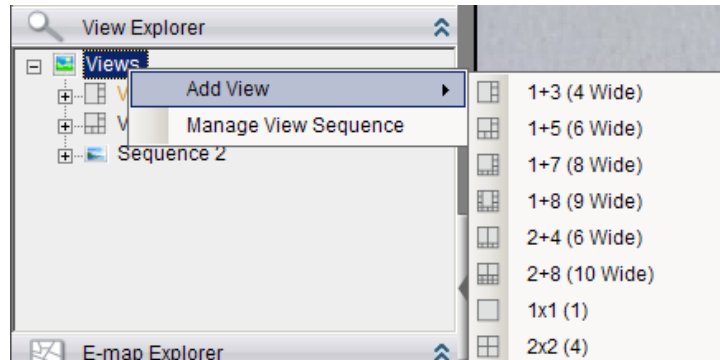 View Explorer
Views
Add View
Manage View Sequence
V
V
Sequence 2
1+3 (4 Wide)
1+5 (6 Wide)
1+7 (8 Wide)
1+8 (9 Wide)
2+4 (6 Wide)
2+8 (10 Wide)
1x1 (1)
2x2 (4)
E-map Explorer